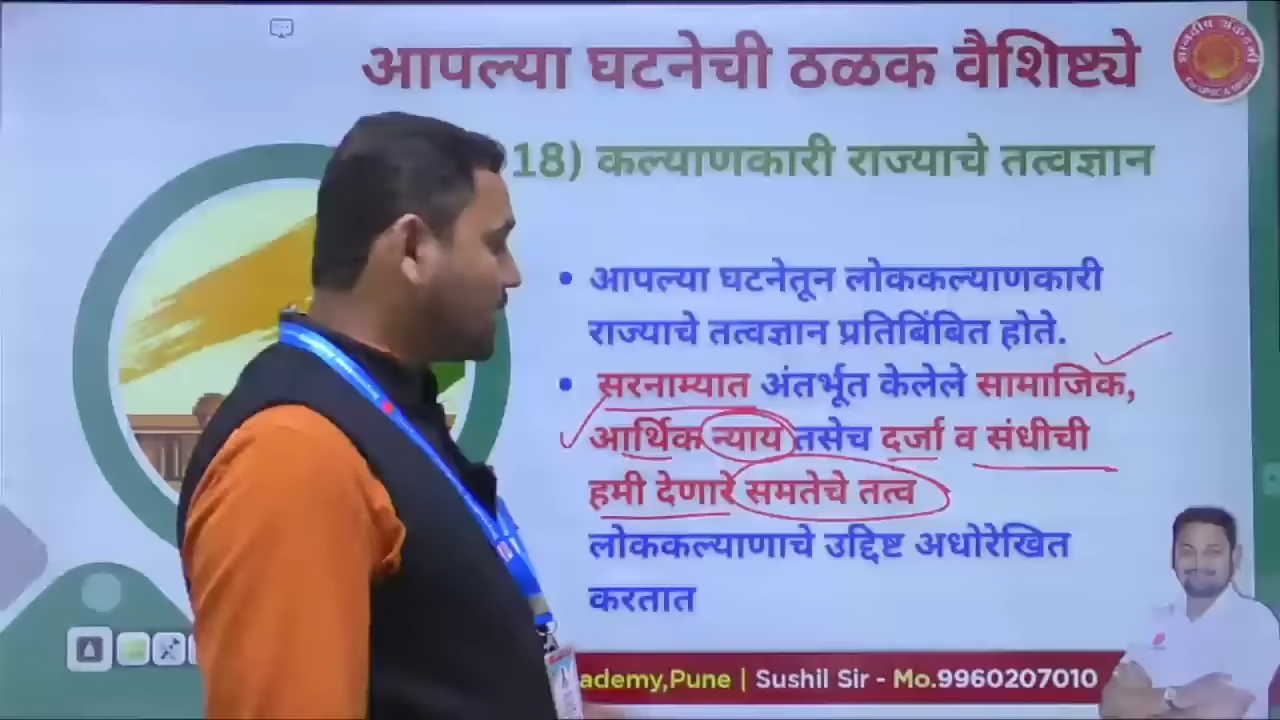 आपल्या घटनेची ठळक वैशिष्ट्ये
18) कल्याणकारी राज्याचे तत्वज्ञान
• आपल्या घटनेतून लोककल्याणकारी
राज्याचे तत्वज्ञान प्रतिबिंबित होते.
• सरनाम्यात अंतर्भूत केलेले सामाजिक,
आर्थिक न्याय तसेच दर्जा व संधीची
हमी देणारे समतेचे तत्व
लोककल्याणाचे उद्दिष्ट अधोरेखित
करतात
ademy,Pune | Sushil Sir - Mo.9960207010